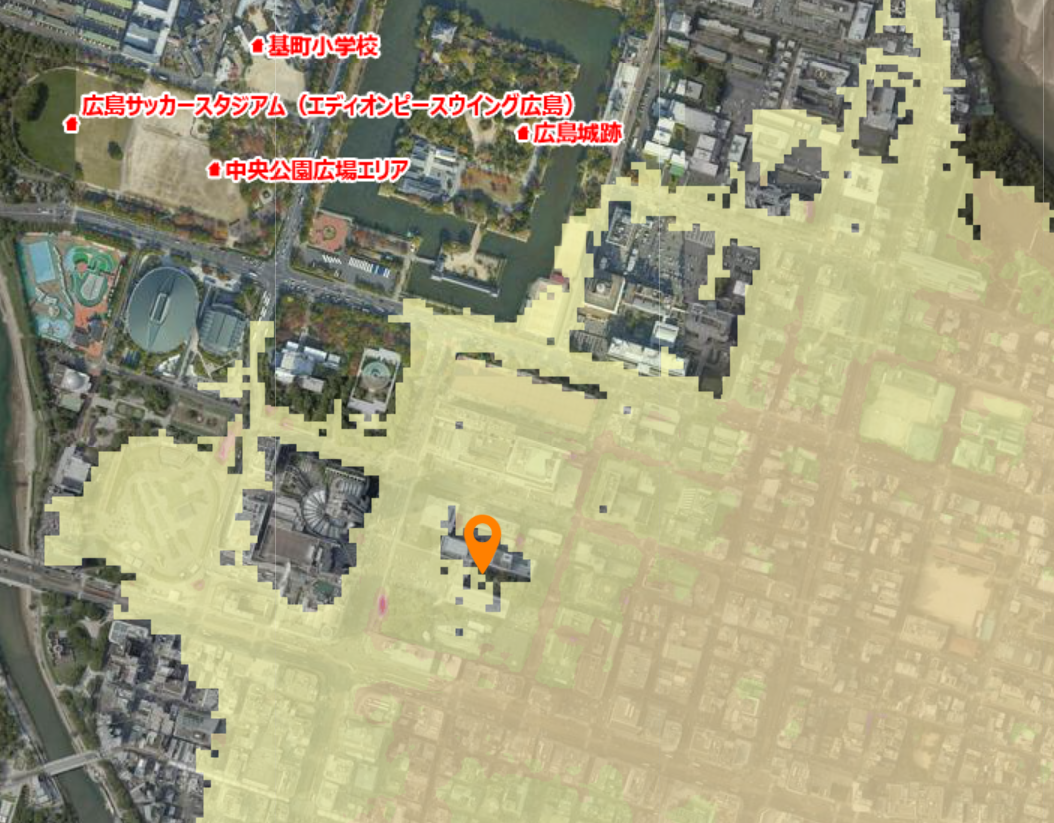 基町小学校
広島サッカースタジアム（エディオンピースウイング広島）
広島城跡
中央公園広場エリア